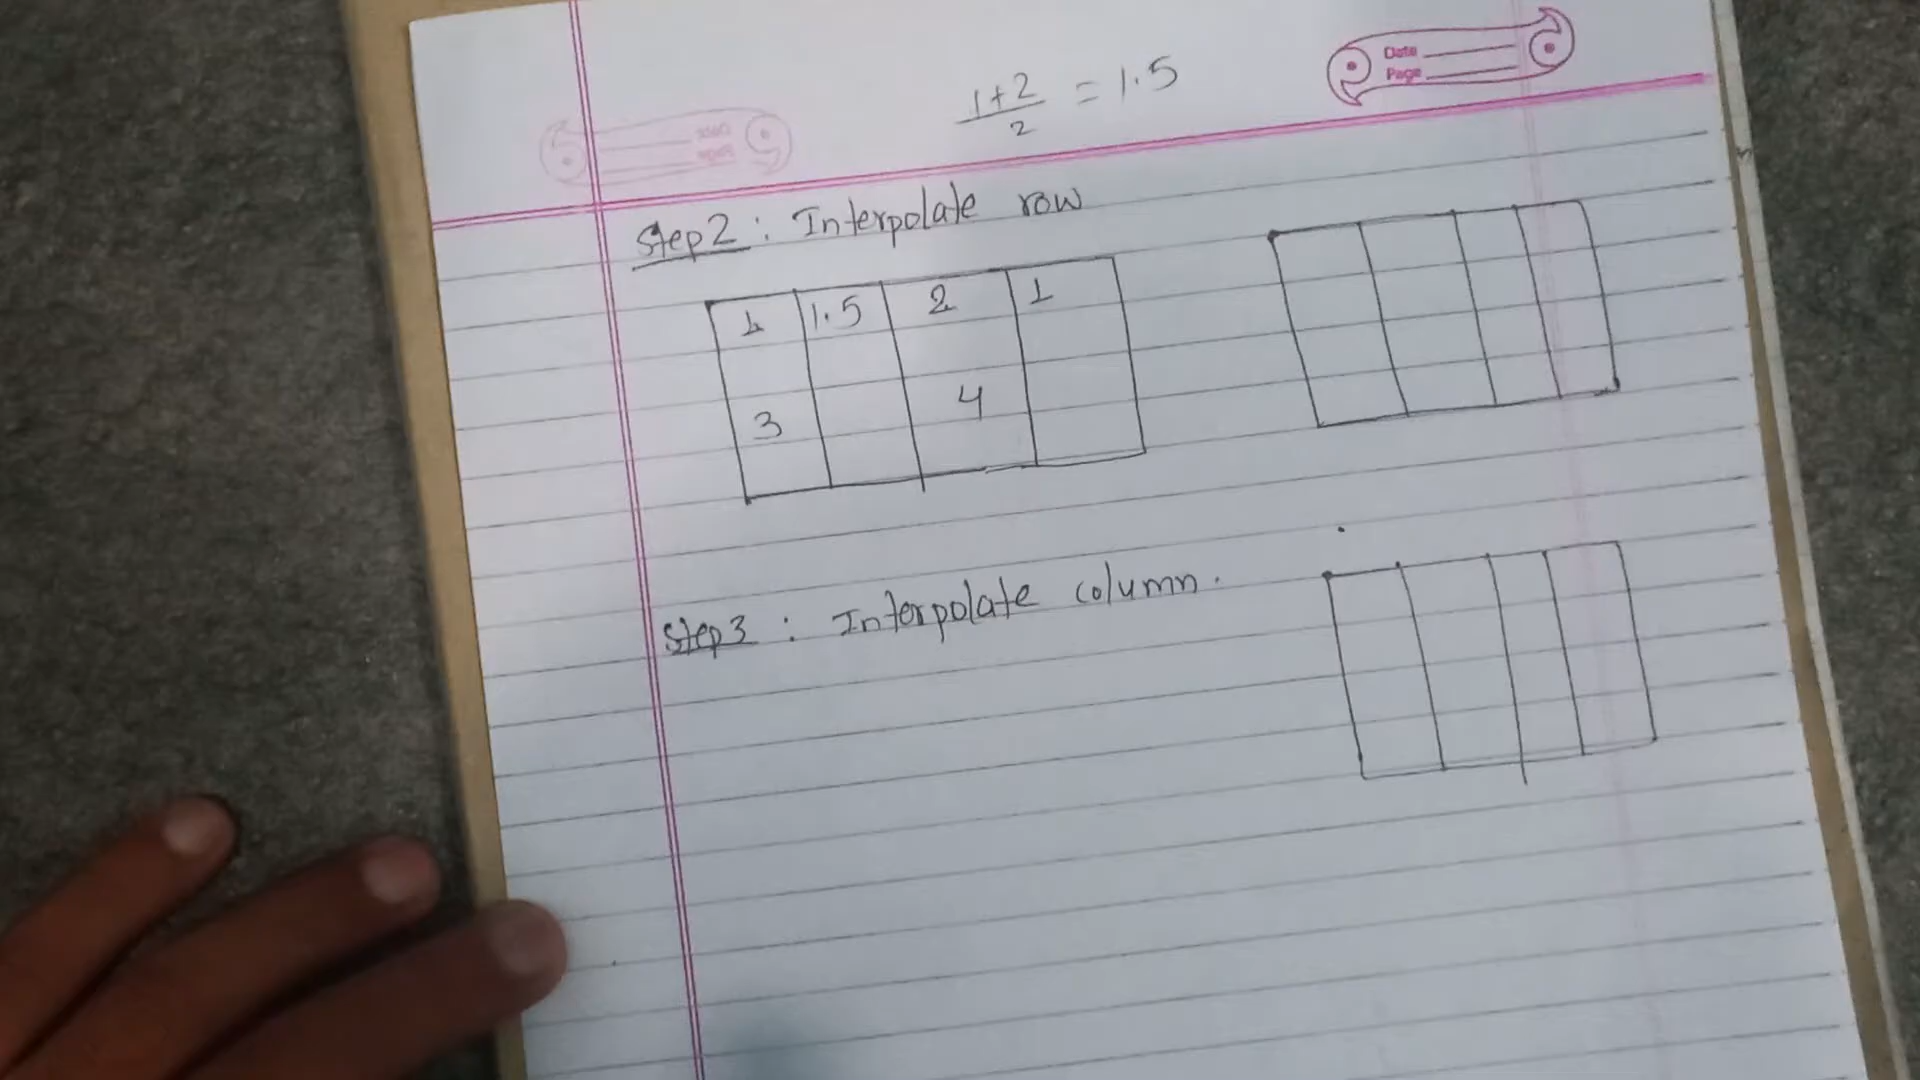 1+2/2 = 1.5
Date
Page
Step 2 : Interpolate row
1 1.5 2 1
3 4
Step 3 : Interpolate column.